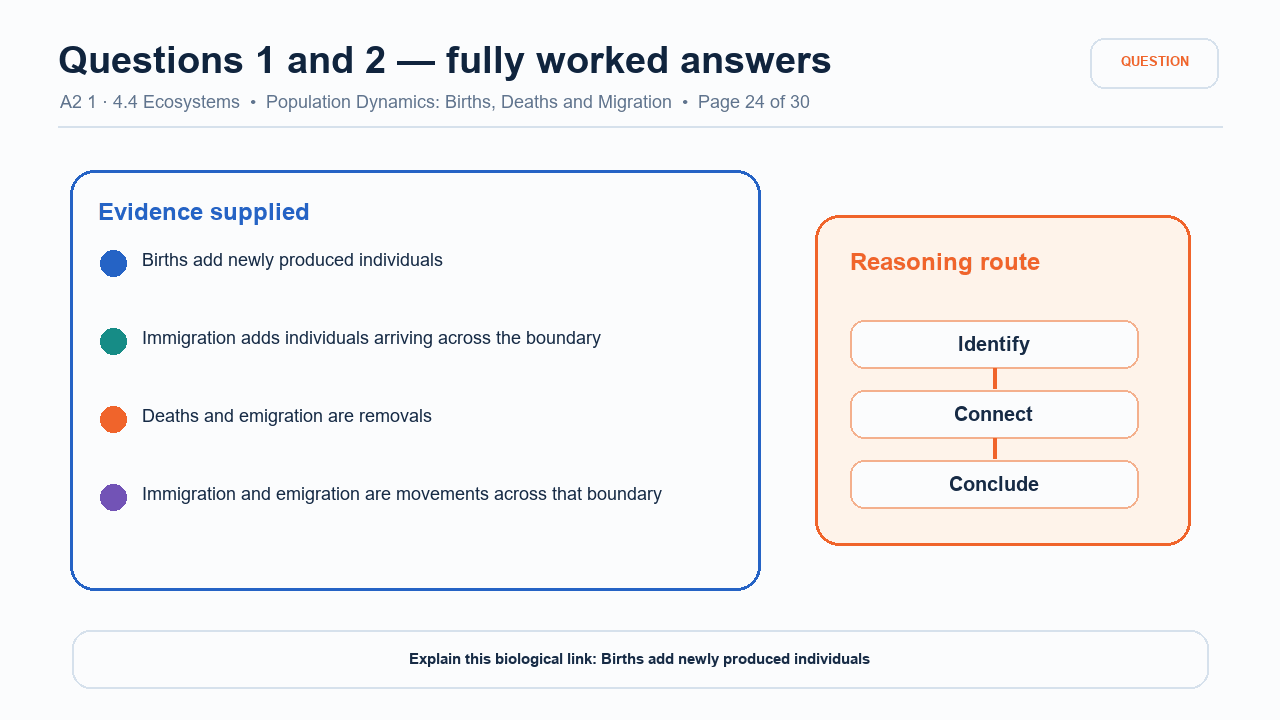 Questions 1 and 2 — fully worked answers
QUESTION
A2 1 · 4.4 Ecosystems • Population Dynamics: Births, Deaths and Migration • Page 24 of 30
Evidence supplied
Births add newly produced individuals
Immigration adds individuals arriving across the boundary
Deaths and emigration are removals
Immigration and emigration are movements across that boundary
Reasoning route
Identify
Connect
Conclude
Explain this biological link: Births add newly produced individuals